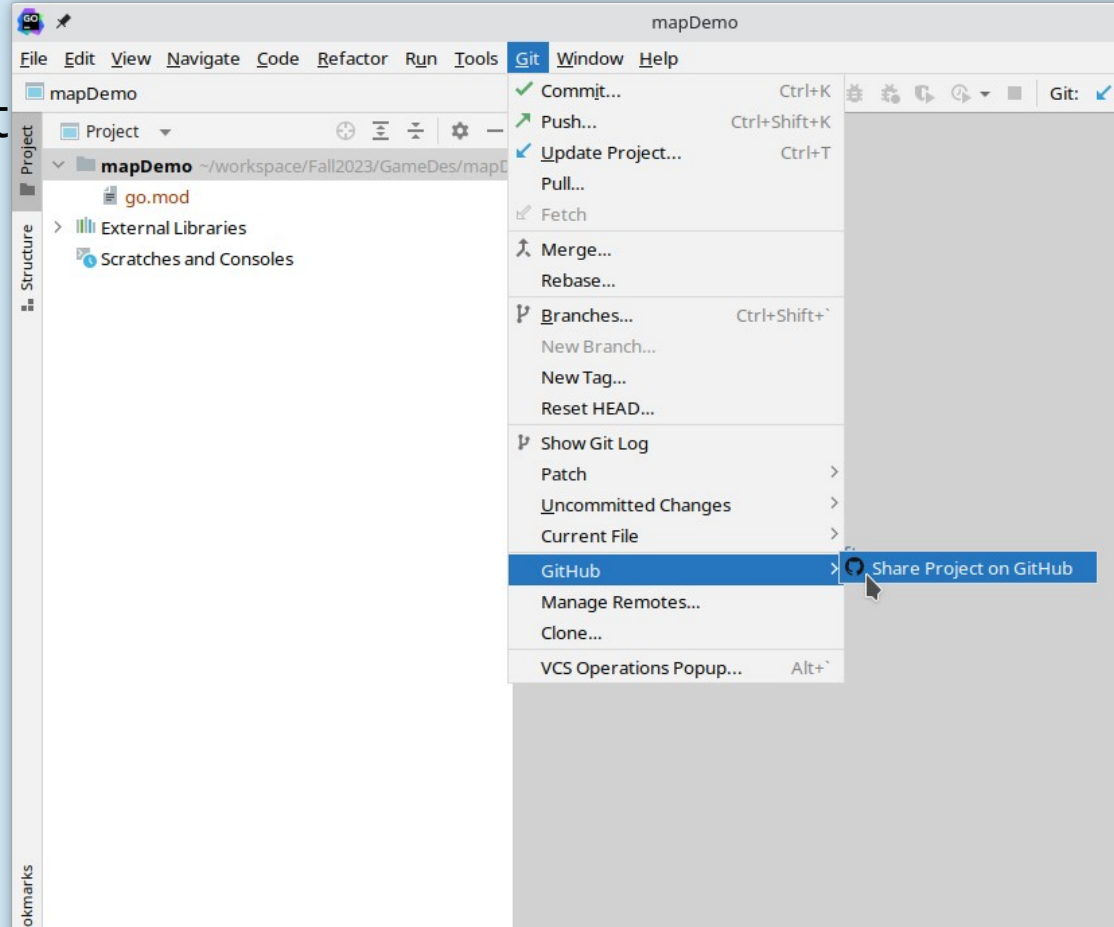 GO
mapDemo
File Edit View Navigate Code Refactor Run Tools Git Window Help
mapDemo
t
Project
Structure
okmarks
Project
mapDemo ~/workspace/Fall2023/GameDes/mapD
go.mod
External Libraries
Scratches and Consoles
Commit... Ctrl+K
Push... Ctrl+Shift+K
Update Project... Ctrl+T
Pull...
Fetch
Merge...
Rebase...
Branches... Ctrl+Shift+`
New Branch...
New Tag...
Reset HEAD...
Show Git Log
Patch
Uncommitted Changes
Current File
GitHub
Manage Remotes...
Clone...
VCS Operations Popup... Alt+`
Share Project on GitHub
Git: